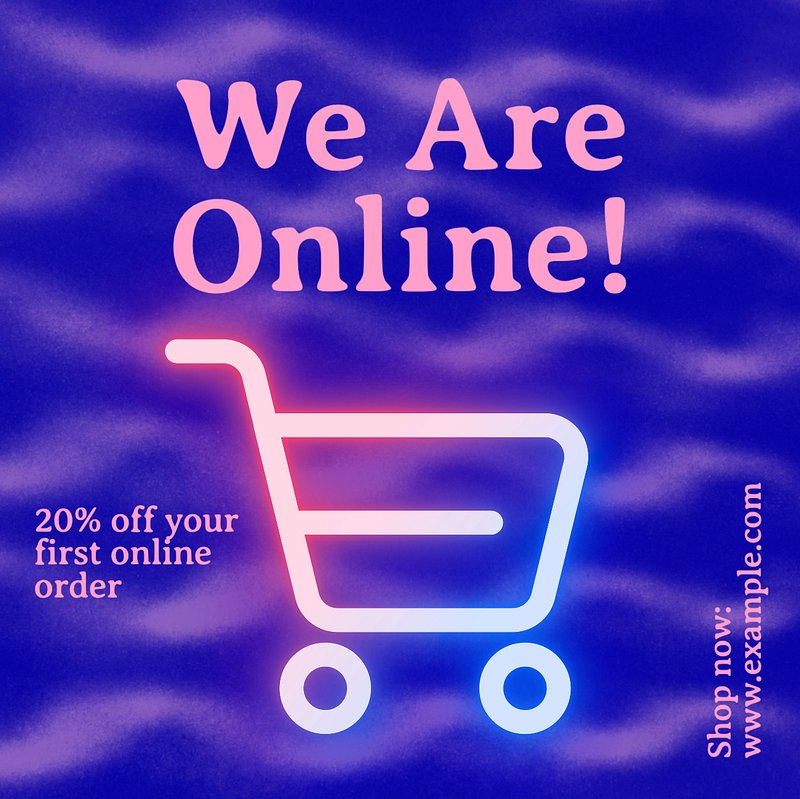 We Are
Online!
20% off your
first online
order
Shop now:
www.example.com